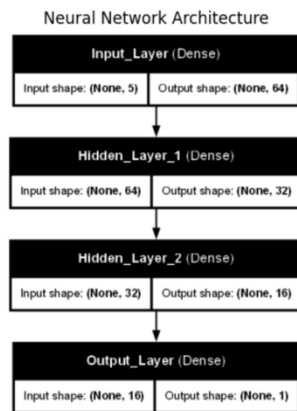 Neural Network Architecture
Input_Layer (Dense)
Input shape: (None, 5) Output shape: (None, 64)
Hidden_Layer_1 (Dense)
Input shape: (None, 64) Output shape: (None, 32)
Hidden_Layer_2 (Dense)
Input shape: (None, 32) Output shape: (None, 16)
Output_Layer (Dense)
Input shape: (None, 16) Output shape: (None, 1)